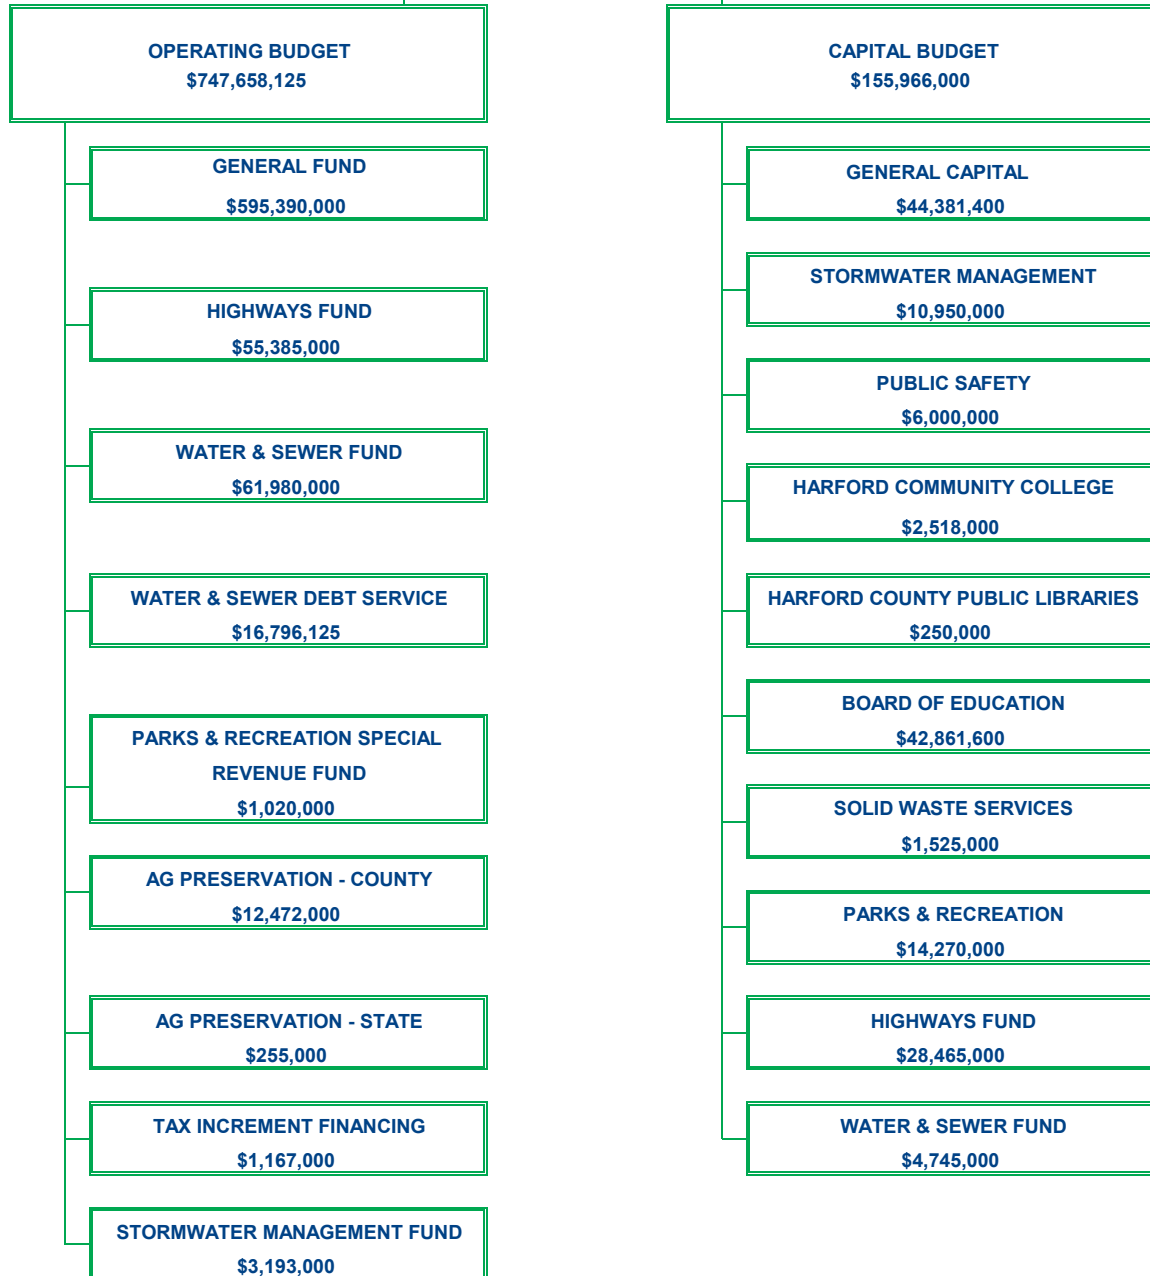 OPERATING BUDGET
$747,658,125
GENERAL FUND
$595,390,000
HIGHWAYS FUND
$55,385,000
WATER & SEWER FUND
$61,980,000
WATER & SEWER DEBT SERVICE
$16,796,125
PARKS & RECREATION SPECIAL
REVENUE FUND
$1,020,000
AG PRESERVATION - COUNTY
$12,472,000
AG PRESERVATION - STATE
$255,000
TAX INCREMENT FINANCING
$1,167,000
STORMWATER MANAGEMENT FUND
$3,193,000
CAPITAL BUDGET
$155,966,000
GENERAL CAPITAL
$44,381,400
STORMWATER MANAGEMENT
$10,950,000
PUBLIC SAFETY
$6,000,000
HARFORD COMMUNITY COLLEGE
$2,518,000
HARFORD COUNTY PUBLIC LIBRARIES
$250,000
BOARD OF EDUCATION
$42,861,600
SOLID WASTE SERVICES
$1,525,000
PARKS & RECREATION
$14,270,000
HIGHWAYS FUND
$28,465,000
WATER & SEWER FUND
$4,745,000